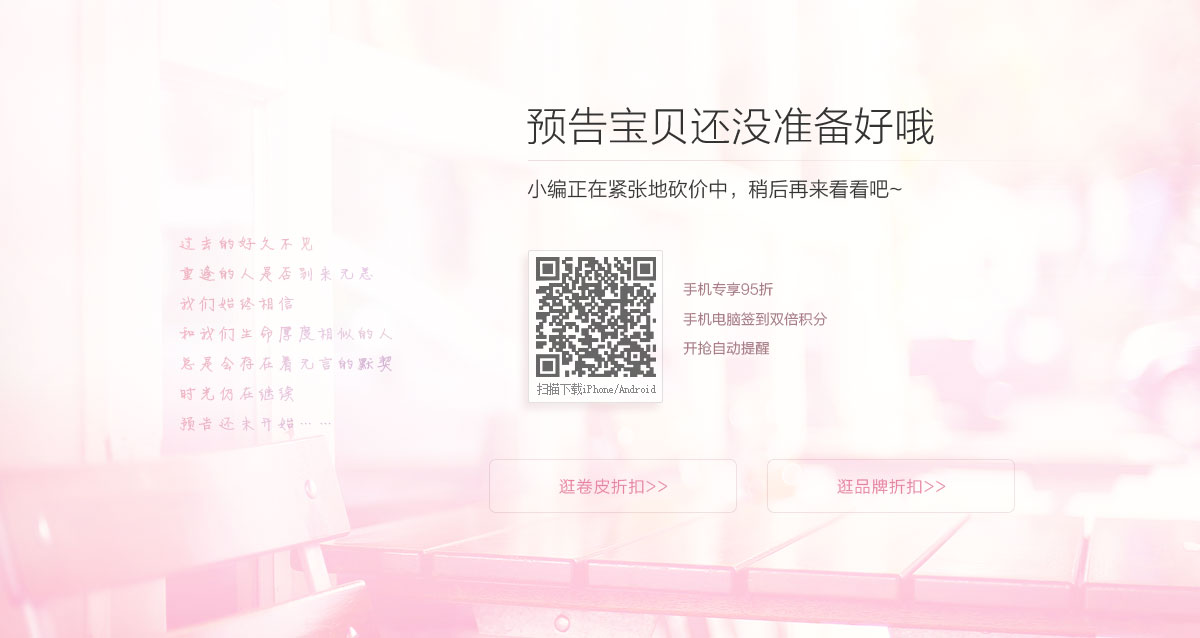 预告宝贝还没准备好哦
小编正在紧张地砍价中，稍后再来看看吧~
过去的好久不见
重逢的人是否别来无恙
我们始终相信
和我们生命厚度相似的人
总是会存在着无言的默契
时光仍在继续
预告还未开始……
手机专享95折
手机电脑签到双倍积分
开抢自动提醒
扫描下载iPhone/Android
逛卷皮折扣>>
逛品牌折扣>>